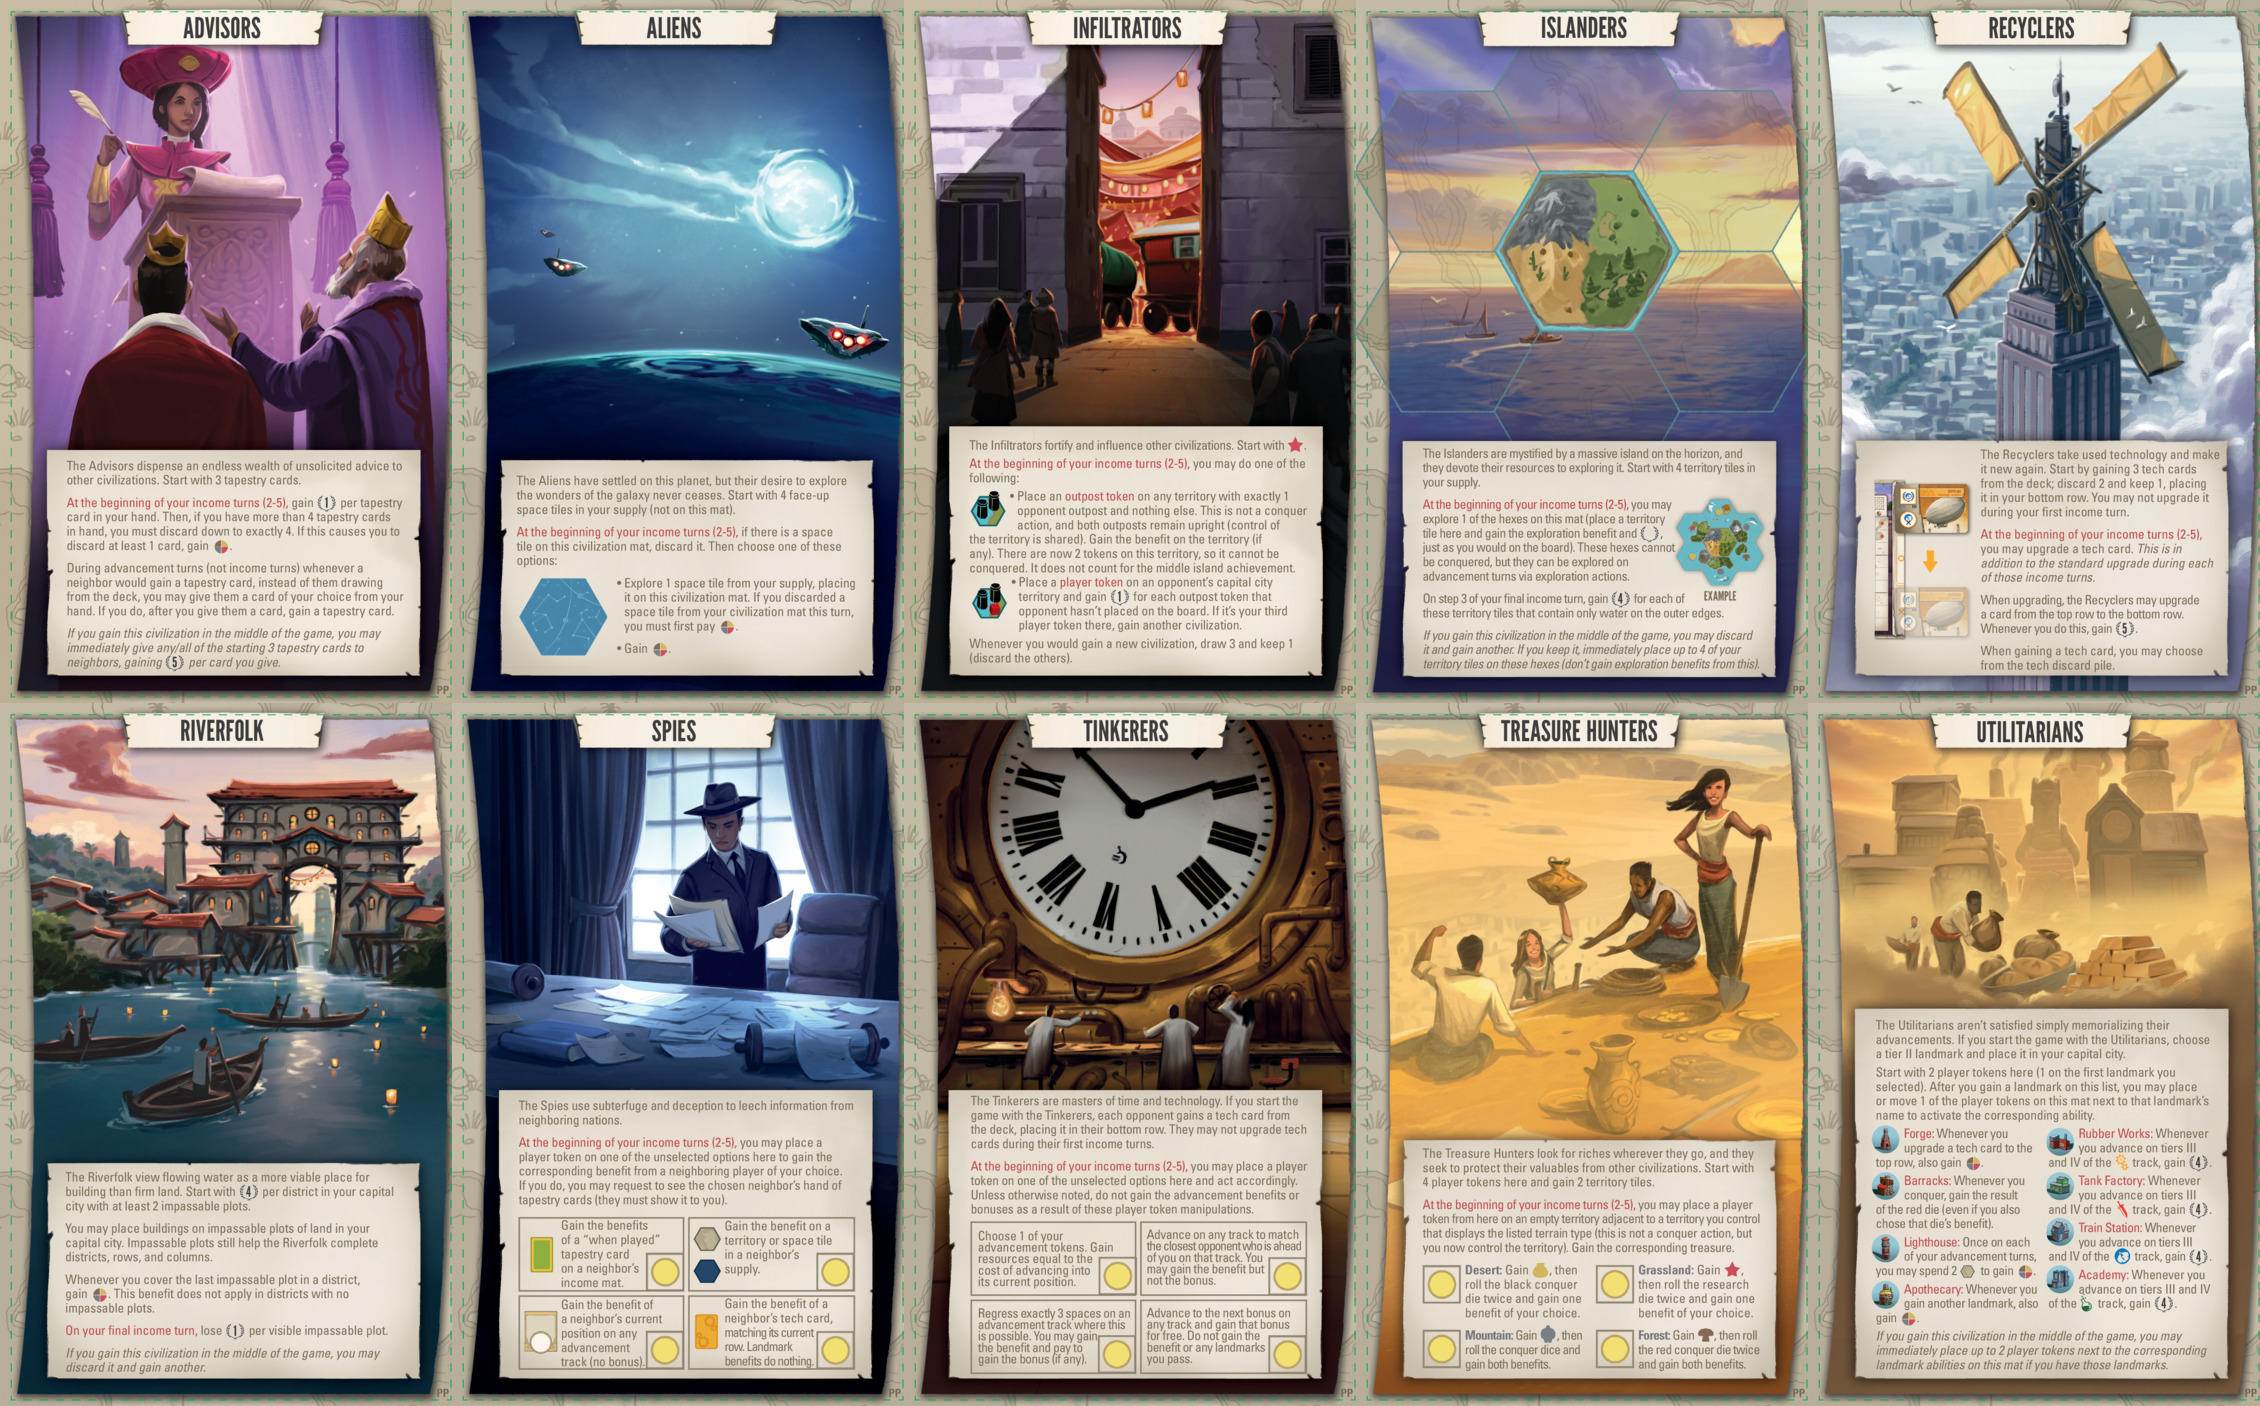 ADVISORS
The Advisors dispense an endless wealth of unsolicited advice to
other civilizations. Start with 3 tapestry cards.
At the beginning of your income turns (2-5), gain 1 per tapestry
card in your hand. Then, if you have more than 4 tapestry cards
in hand, you must discard down to exactly 4. If this causes you to
discard at least 1 card, gain .
During advancement turns (not income turns) whenever a
neighbor would gain a tapestry card, instead of them drawing
from the deck, you may give them a card of your choice from your
hand. If you do, after you give them a card, gain a tapestry card.
If you gain this civilization in the middle of the game, you may
immediately give any/all of the starting 3 tapestry cards to
neighbors, gaining 5 per card you give.
PP
ALIENS
The Aliens have settled on this planet, but their desire to explore
the wonders of the galaxy never ceases. Start with 4 face-up
space tiles in your supply (not on this mat).
At the beginning of your income turns (2-5), if there is a space
tile on this civilization mat, discard it. Then choose one of these
options:
• Explore 1 space tile from your supply, placing
it on this civilization mat. If you discarded a
space tile from your civilization mat this turn,
you must first pay .
• Gain .
PP
INFILTRATORS
The Infiltrators fortify and influence other civilizations. Start with .
At the beginning of your income turns (2-5), you may do one of the
following:
• Place an outpost token on any territory with exactly 1
opponent outpost and nothing else. This is not a conquer
action, and both outposts remain upright (control of
the territory is shared). Gain the benefit on the territory (if
any). There are now 2 tokens on this territory, so it cannot be
conquered. It does not count for the middle island achievement.
• Place a player token on an opponent's capital city
territory and gain 1 for each outpost token that
opponent hasn't placed on the board. If it's your third
player token there, gain another civilization.
Whenever you would gain a new civilization, draw 3 and keep 1
(discard the others).
PP
ISLANDERS
The Islanders are mystified by a massive island on the horizon, and
they devote their resources to exploring it. Start with 4 territory tiles in
your supply.
At the beginning of your income turns (2-5), you may
explore 1 of the hexes on this mat (place a territory
tile here and gain the exploration benefit and ,
just as you would on the board). These hexes cannot
be conquered, but they can be explored on
advancement turns via exploration actions.
EXAMPLE
On step 3 of your final income turn, gain 4 for each of
these territory tiles that contain only water on the outer edges.
If you gain this civilization in the middle of the game, you may discard
it and gain another. If you keep it, immediately place up to 4 of your
territory tiles on these hexes (don't gain exploration benefits from this).
PP
RECYCLERS
The Recyclers take used technology and make
it new again. Start by gaining 3 tech cards
from the deck; discard 2 and keep 1, placing
it in your bottom row. You may not upgrade it
during your first income turn.
At the beginning of your income turns (2-5),
you may upgrade a tech card. This is in
addition to the standard upgrade during each
of those income turns.
When upgrading, the Recyclers may upgrade
a card from the top row to the bottom row.
Whenever you do this, gain 5.
When gaining a tech card, you may choose
from the tech discard pile.
PP
RIVERFOLK
The Riverfolk view flowing water as a more viable place for
building than firm land. Start with 4 per district in your capital
city with at least 2 impassable plots.
You may place buildings on impassable plots of land in your
capital city. Impassable plots still help the Riverfolk complete
districts, rows, and columns.
Whenever you cover the last impassable plot in a district,
gain . This benefit does not apply in districts with no
impassable plots.
On your final income turn, lose 1 per visible impassable plot.
If you gain this civilization in the middle of the game, you may
discard it and gain another.
PP
SPIES
The Spies use subterfuge and deception to leech information from
neighboring nations.
At the beginning of your income turns (2-5), you may place a
player token on one of the unselected options here to gain the
corresponding benefit from a neighboring player of your choice.
If you do, you may request to see the chosen neighbor's hand of
tapestry cards (they must show it to you).
Gain the benefits
of a "when played"
tapestry card
on a neighbor's
income mat.
Gain the benefit on a
territory or space tile
in a neighbor's
supply.
Gain the benefit of
a neighbor's current
position on any
advancement
track (no bonus).
Gain the benefit of a
neighbor's tech card,
matching its current
row. Landmark
benefits do nothing.
PP
TINKERERS
The Tinkerers are masters of time and technology. If you start the
game with the Tinkerers, each opponent gains a tech card from
the deck, placing it in their bottom row. They may not upgrade tech
cards during their first income turns.
At the beginning of your income turns (2-5), you may place a player
token on one of the unselected options here and act accordingly.
Unless otherwise noted, do not gain the advancement benefits or
bonuses as a result of these player token manipulations.
Choose 1 of your
advancement tokens. Gain
resources equal to the
cost of advancing into
its current position.
Advance on any track to match
the closest opponent who is ahead
of you on that track. You
may gain the benefit but
not the bonus.
Regress exactly 3 spaces on an
advancement track where this
is possible. You may gain
the benefit and pay to
gain the bonus (if any).
Advance to the next bonus on
any track and gain that bonus
for free. Do not gain the
benefit or any landmarks
you pass.
PP
TREASURE HUNTERS
The Treasure Hunters look for riches wherever they go, and they
seek to protect their valuables from other civilizations. Start with
4 player tokens here and gain 2 territory tiles.
At the beginning of your income turns (2-5), you may place a player
token from here on an empty territory adjacent to a territory you control
that displays the listed terrain type (this is not a conquer action, but
you now control the territory). Gain the corresponding treasure.
Desert: Gain , then
roll the black conquer
die twice and gain one
benefit of your choice.
Grassland: Gain ,
then roll the research
die twice and gain one
benefit of your choice.
Mountain: Gain , then
roll the conquer dice and
gain both benefits.
Forest: Gain , then roll
the red conquer die twice
and gain both benefits.
PP
UTILITARIANS
The Utilitarians aren't satisfied simply memorializing their
advancements. If you start the game with the Utilitarians, choose
a tier II landmark and place it in your capital city.
Start with 2 player tokens here (1 on the first landmark you
selected). After you gain a landmark on this list, you may place
or move 1 of the player tokens on this mat next to that landmark's
name to activate the corresponding ability.
Forge: Whenever you
upgrade a tech card to the
top row, also gain .
Barracks: Whenever you
conquer, gain the result
of the red die (even if you also
chose that die's benefit).
Lighthouse: Once on each
of your advancement turns,
you may spend 2 to gain .
Apothecary: Whenever you
gain another landmark, also
gain .
Rubber Works: Whenever
you advance on tiers III
and IV of the track, gain 4.
Tank Factory: Whenever
you advance on tiers III
and IV of the track, gain 4.
Train Station: Whenever
you advance on tiers III
and IV of the track, gain 4.
Academy: Whenever you
advance on tiers III and IV
of the track, gain 4.
If you gain this civilization in the middle of the game, you may
immediately place up to 2 player tokens next to the corresponding
landmark abilities on this mat if you have those landmarks.
PP